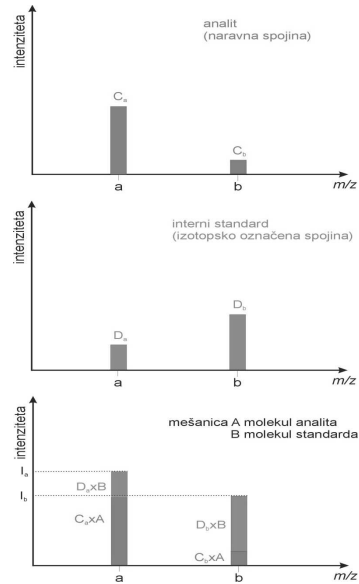 intenziteta
analit
(naravna spojina)
Ca
Cb
a
b
m/z
intenziteta
interni standard
(izotopsko označena spojina)
Da
Db
a
b
m/z
intenziteta
mešanica A molekul analita
B molekul standarda
Ia
Ib
DaxB
CaxA
DbxB
CbxA
a
b
m/z